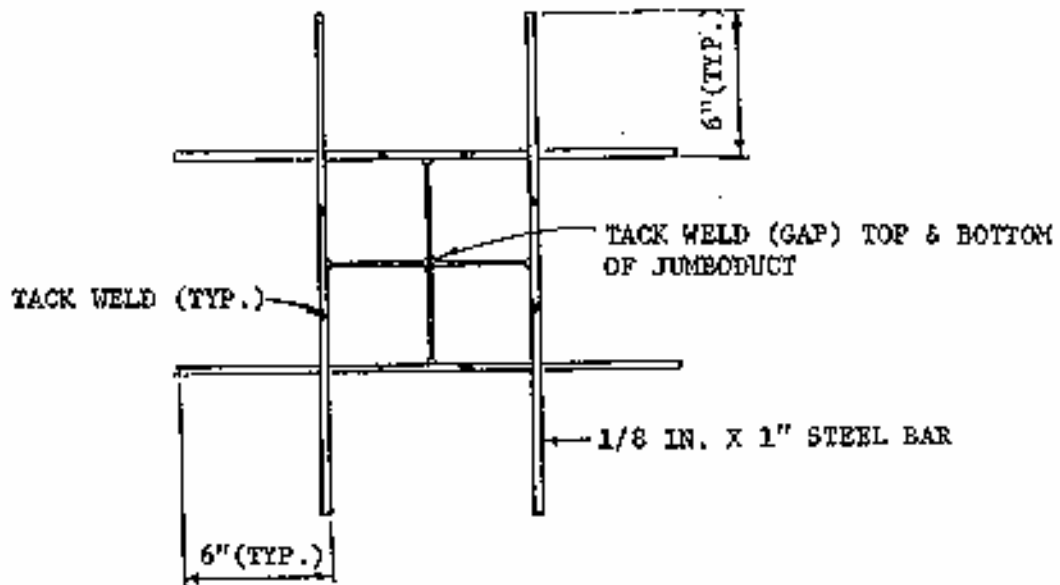 6"(TYP.)
TACK WELD (GAP) TOP & BOTTOM
OF JUMBODUCT
TACK WELD (TYP.)
1/8 IN. X 1" STEEL BAR
6"(TYP.)